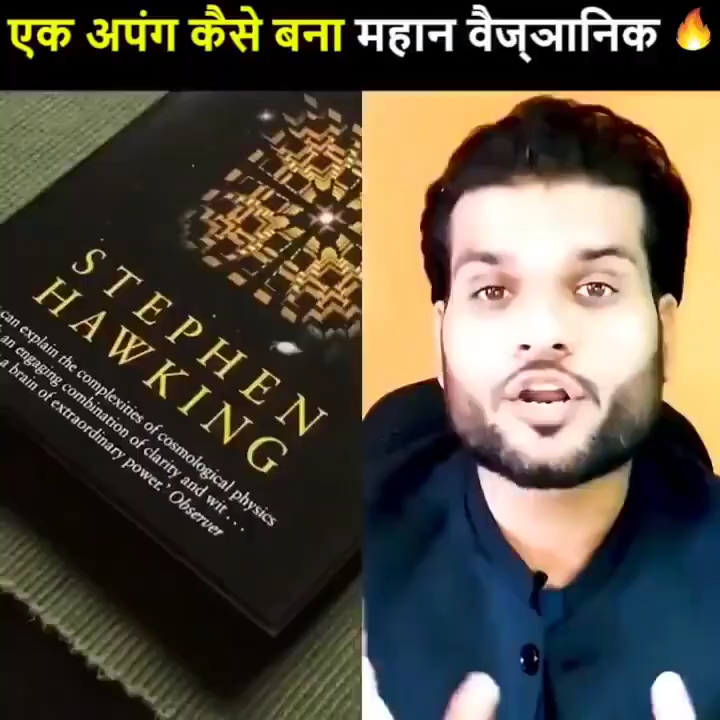 एक अपंग कैसे बना महान वैज्ञानिक 🔥
STEPHEN
HAWKING
can explain the complexities of cosmological physics
an engaging combination of clarity and wit ...
a brain of extraordinary power.' Observer